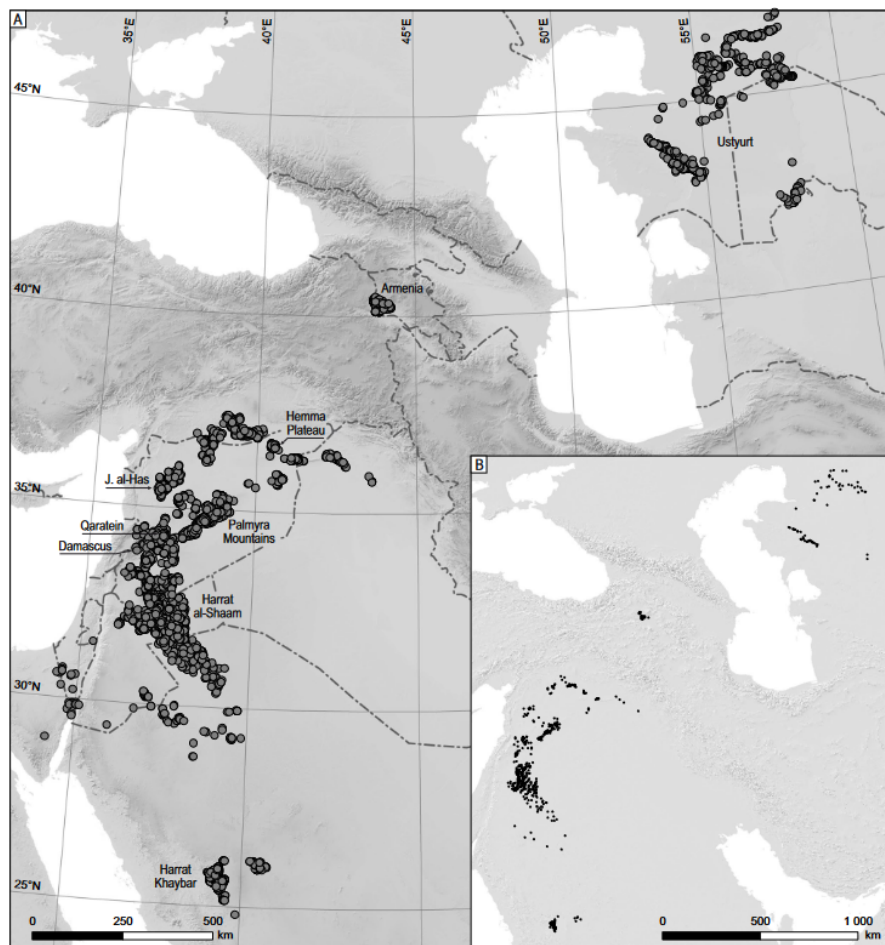 A
35°E
40°E
45°E
50°E
55°E
45°N
Ustyurt
40°N
Armenia
Hemma
Plateau
J. al-Has
35°N
Qaratein
Palmyra
Mountains
Damascus
Harrat
al-Shaam
30°N
Harrat
Khaybar
25°N
0 250 500
km
B
0 500 1 000
km